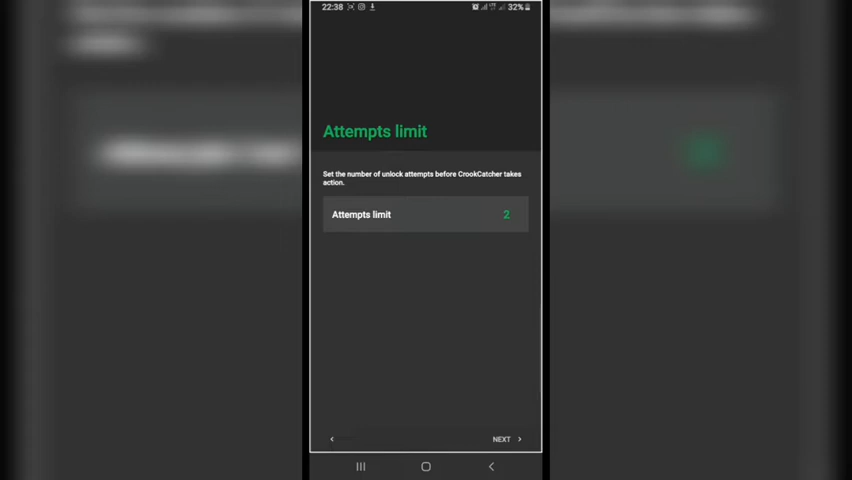 22:38 32%
Attempts limit
Set the number of unlock attempts before CrookCatcher takes
action.
Attempts limit 2
NEXT